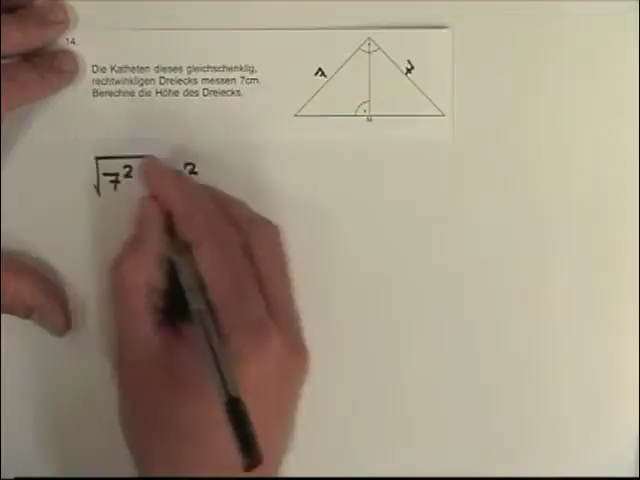 14.
Die Katheten dieses gleichschenklig,
rechtwinkligen Dreiecks messen 7cm.
Berechne die Höhe des Dreiecks.
7
7
√7² 2